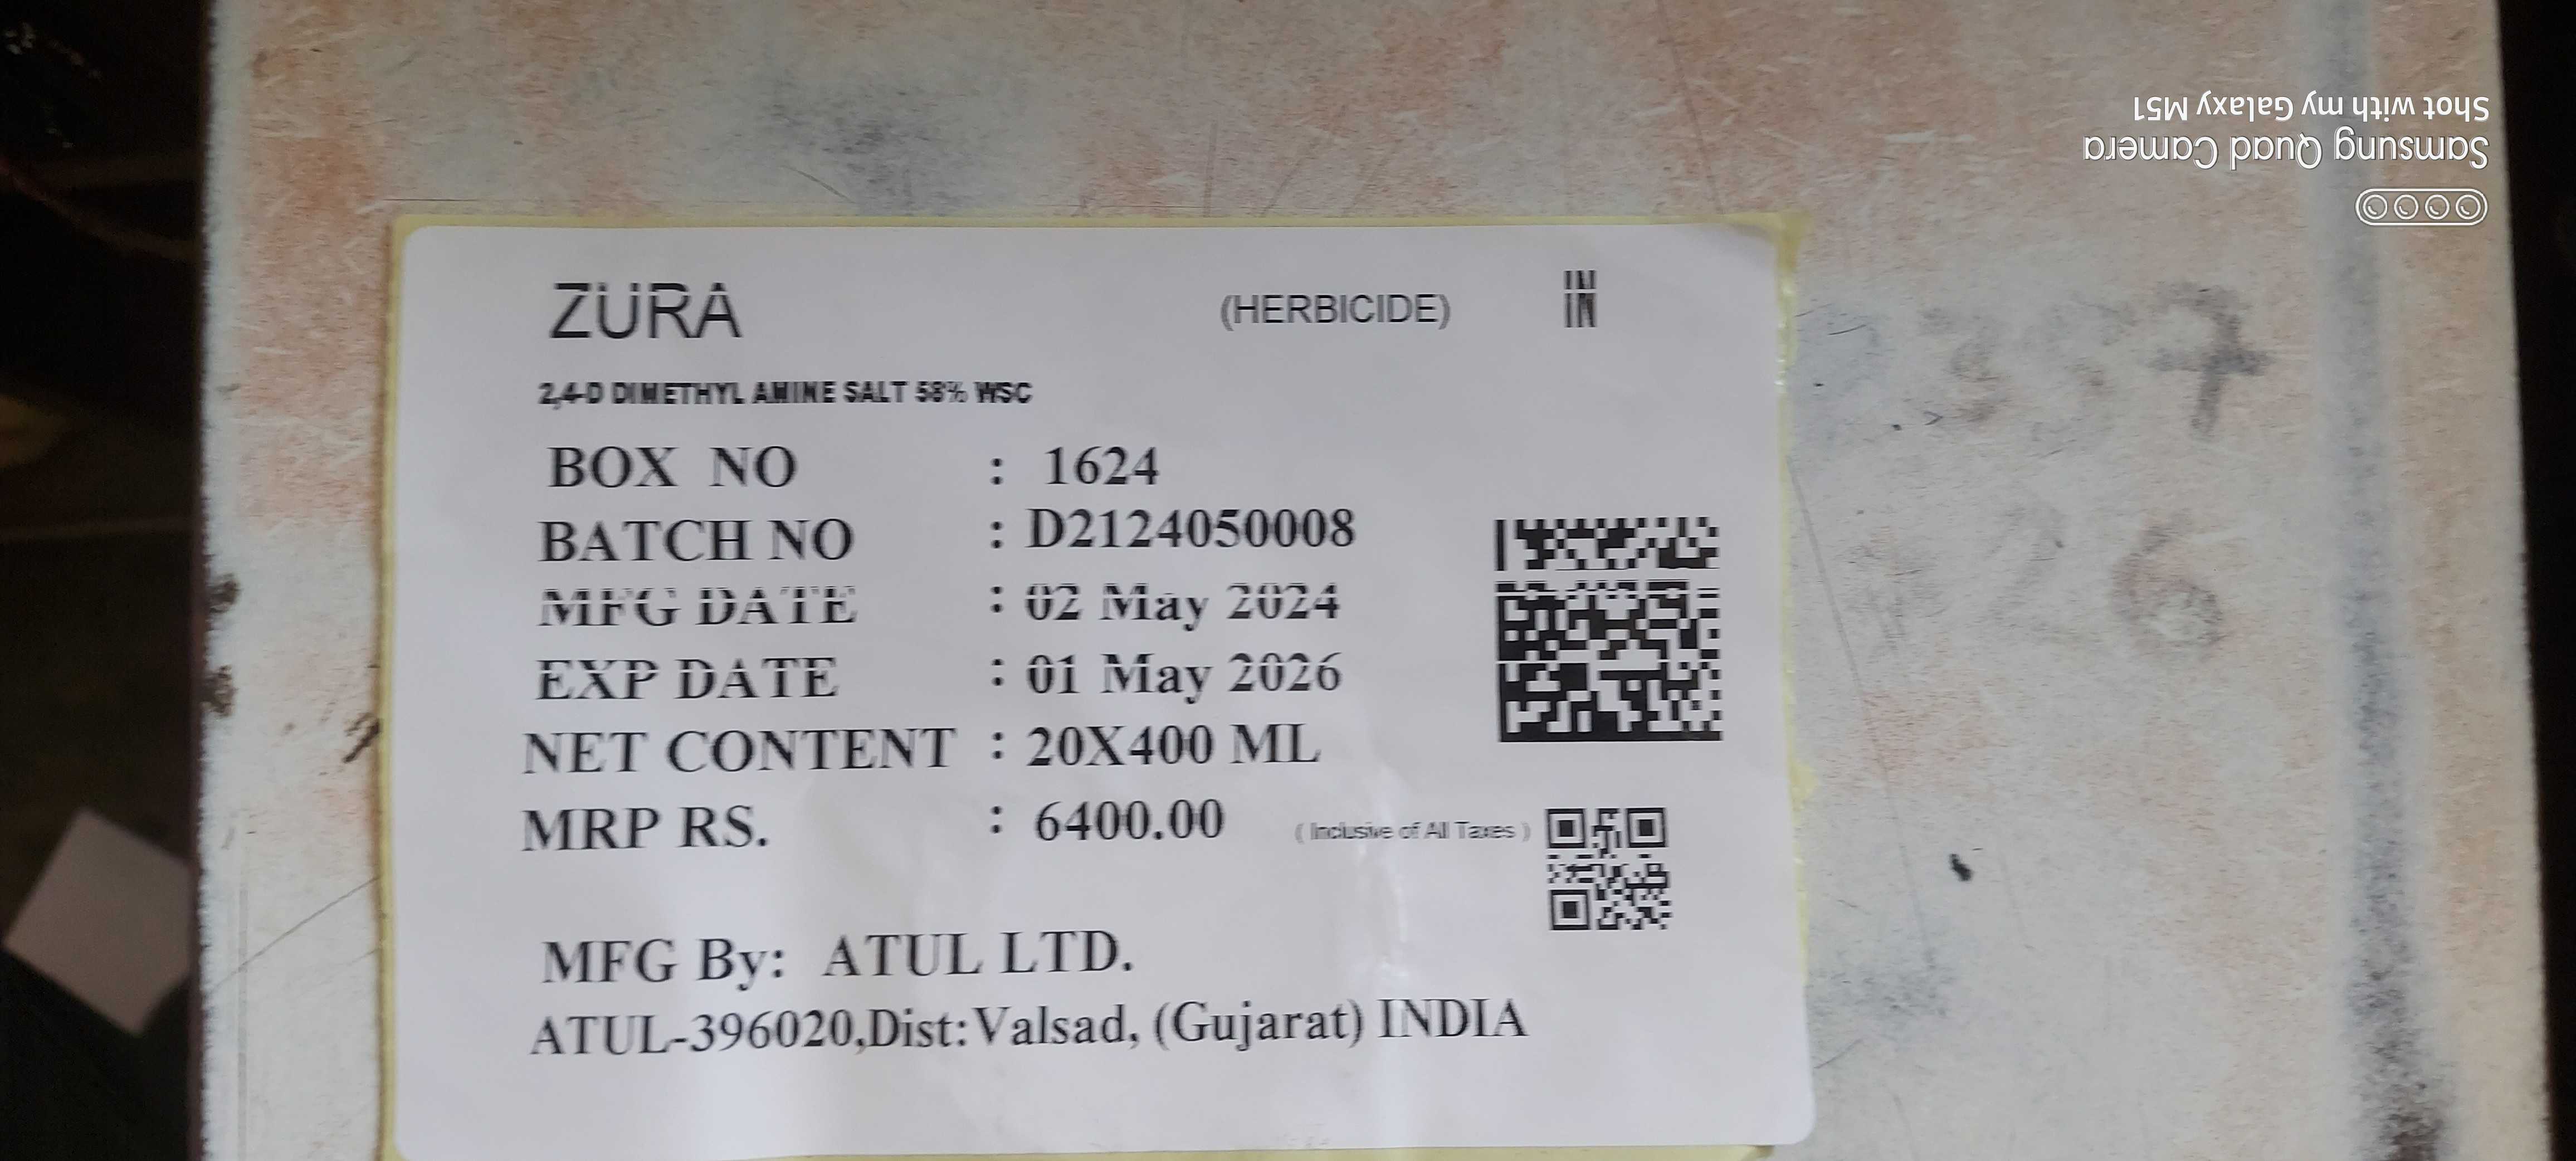 ZURA (HERBICIDE) IN
2,4-D DIMETHYL AMINE SALT 58% WSC
BOX NO : 1624
BATCH NO : D2124050008
MFG DATE : 02 May 2024
EXP DATE : 01 May 2026
NET CONTENT : 20X400 ML
MRP RS. : 6400.00 ( Inclusive of All Taxes )
MFG By: ATUL LTD.
ATUL-396020,Dist:Valsad, (Gujarat) INDIA
Samsung Quad Camera
Shot with my Galaxy M51